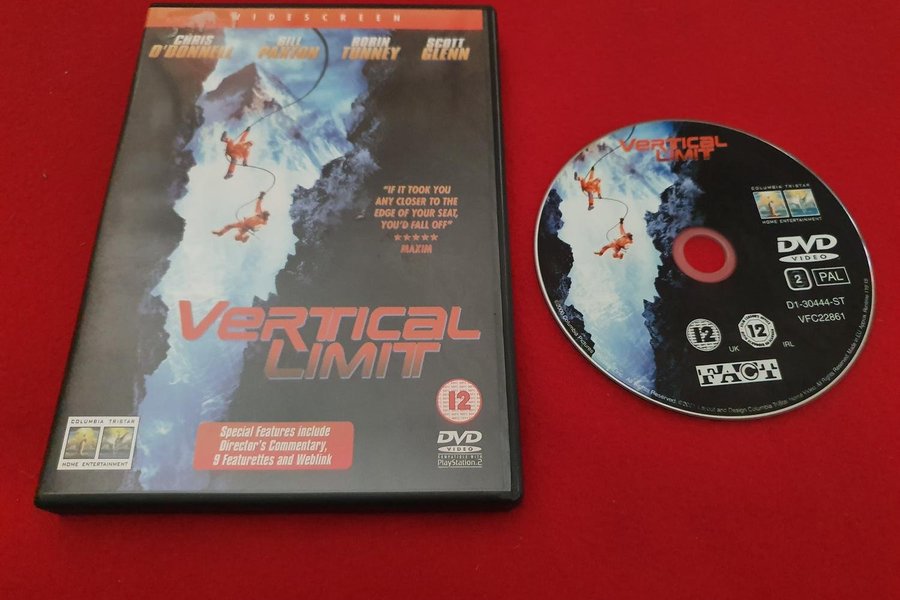 WIDESCREEN
CHRIS O'DONNELL
BILL PAXTON
ROBIN TUNNEY
SCOTT GLENN
"IF IT TOOK YOU
ANY CLOSER TO THE
EDGE OF YOUR SEAT,
YOU'D FALL OFF"
★★★★★
MAXIM
VERTICAL
LIMIT
12
Special Features include
Director's Commentary,
9 Featurettes and Weblink
COLUMBIA TRISTAR
HOME ENTERTAINMENT
DVD
VIDEO
COMPATIBLE WITH
PlayStation.2
VERTICAL
LIMIT
COLUMBIA TRISTAR
HOME ENTERTAINMENT
DVD
VIDEO
2 PAL
D1-30444-ST
VFC22861
12 UK
12 IRL
FACT